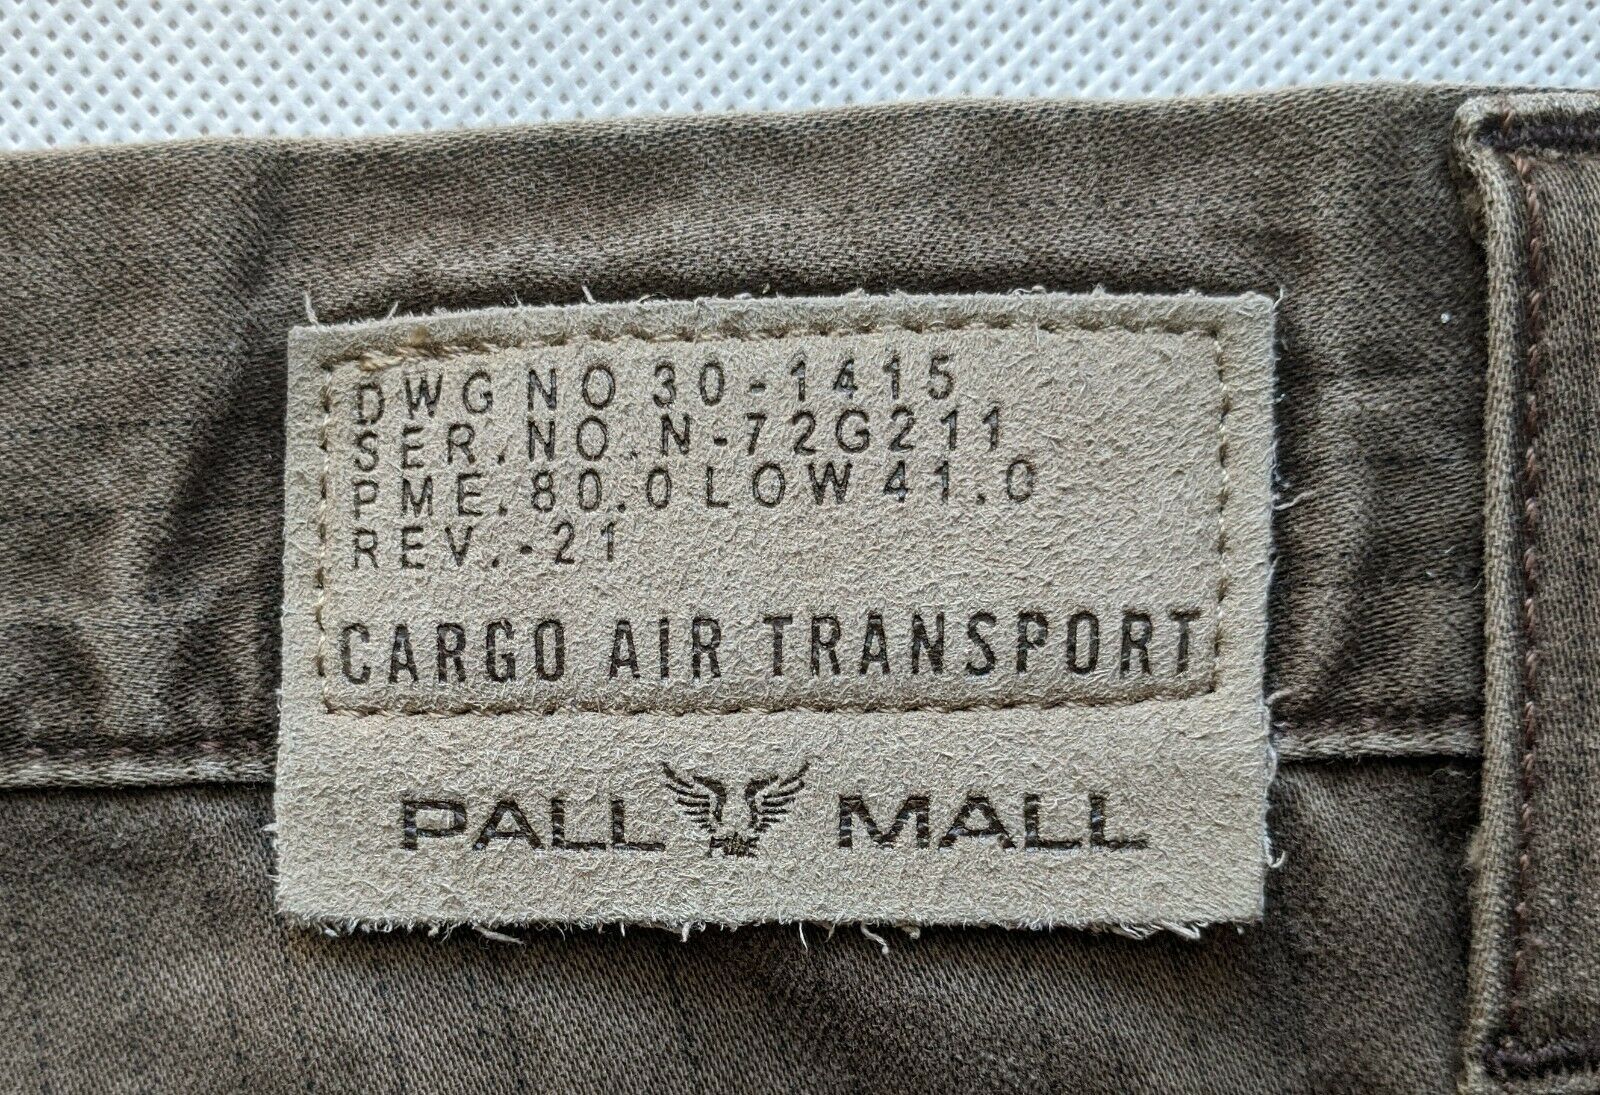 DWG NO 30-1415
SER.NO.N-72G211
PME.80.0 LOW 41.0
REV.-21
CARGO AIR TRANSPORT
PALL MALL